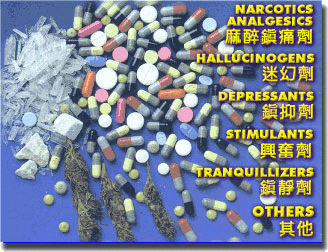 NARCOTICS
ANALGESICS
麻醉鎮痛劑
HALLUCINOGENS
迷幻劑
DEPRESSANTS
鎮抑劑
STIMULANTS
興奮劑
TRANQUILLIZERS
鎮靜劑
OTHERS
其他